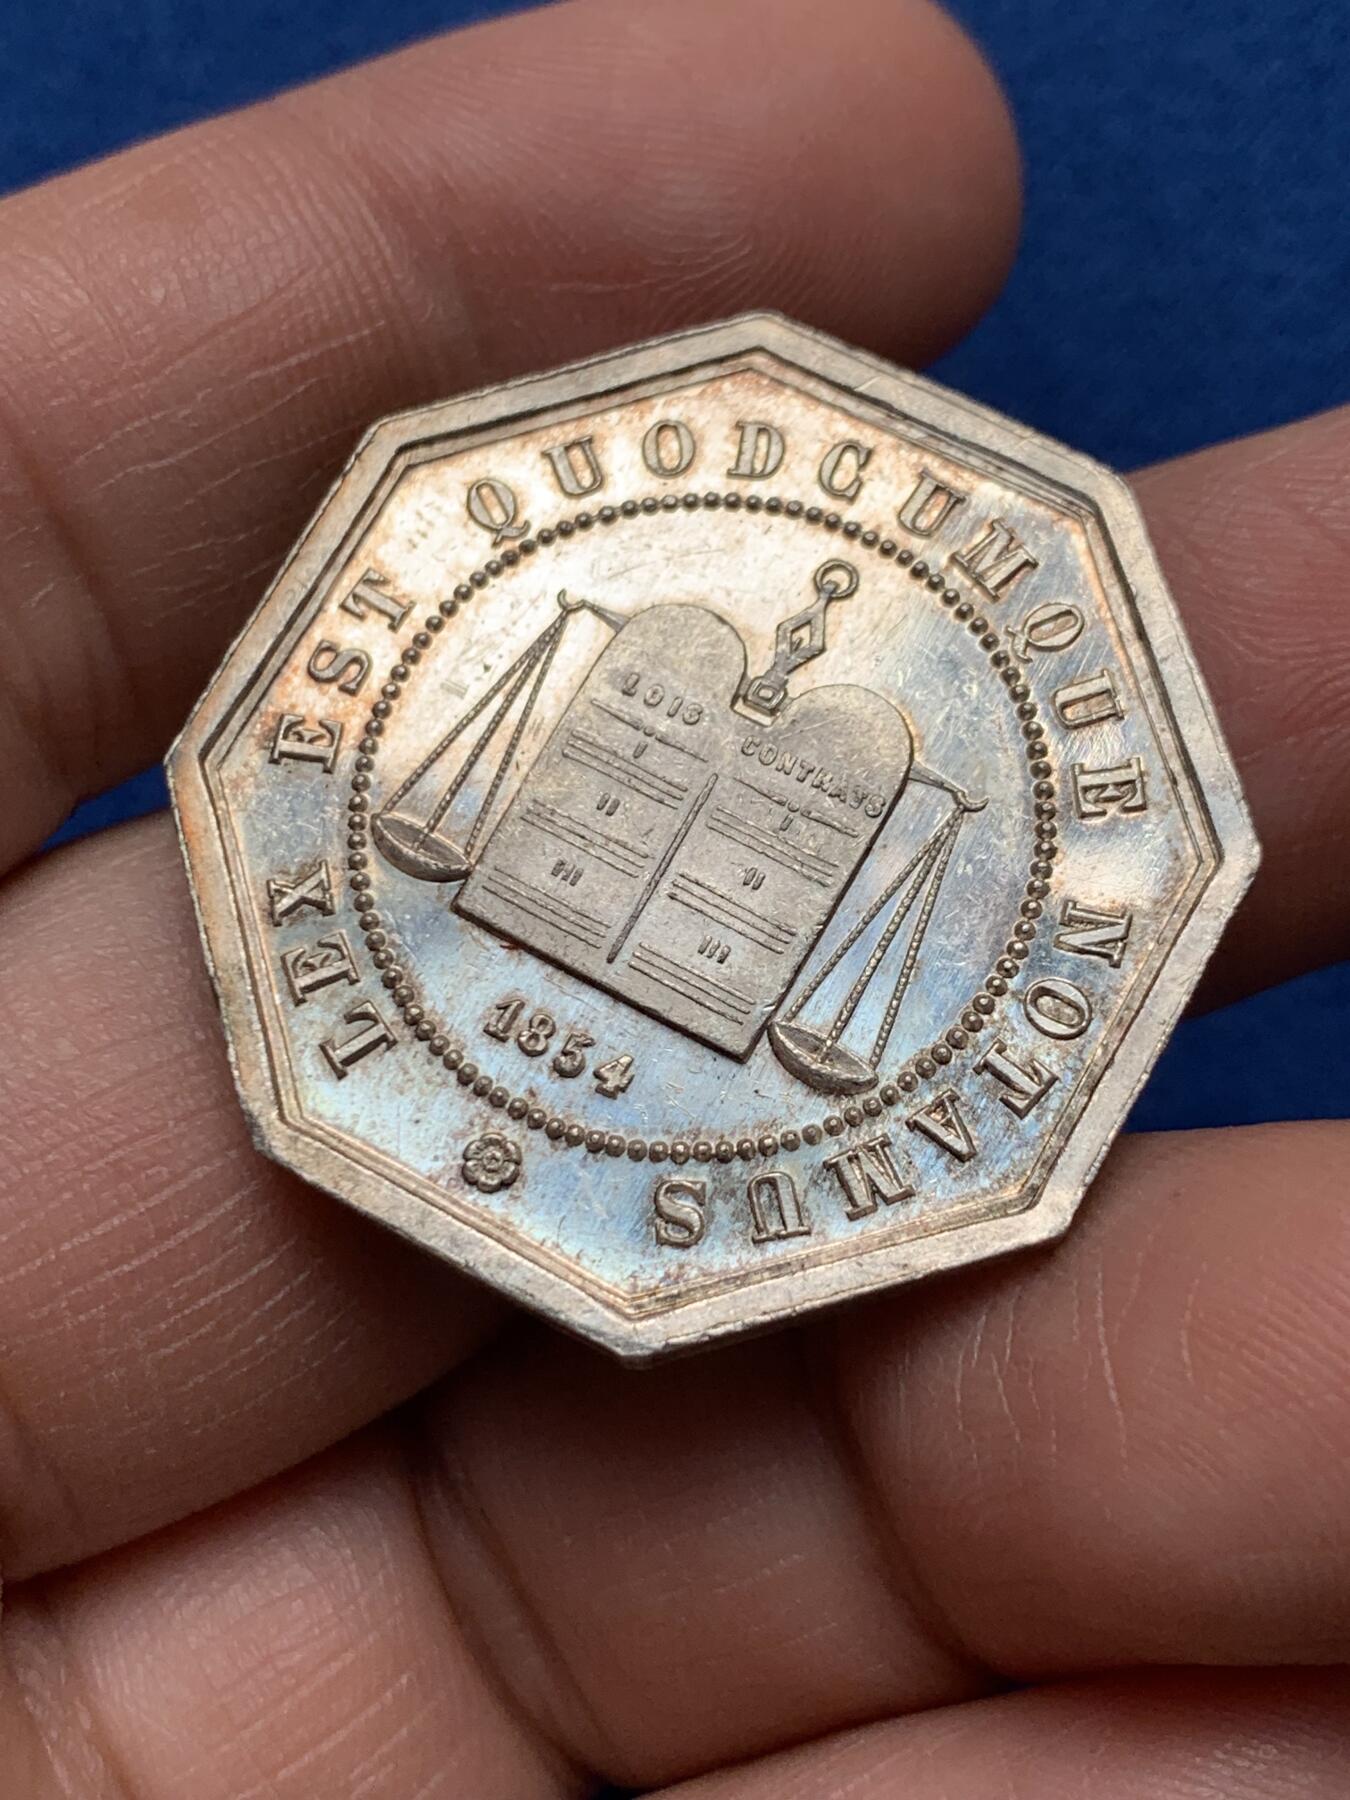 LEX EST QUODCUMQUE NOTAMUS
LOIS
I
II
III
CONTRATS
I
II
III
1854